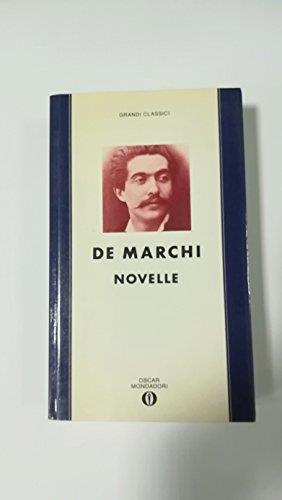 GRANDI CLASSICI
DE MARCHI
NOVELLE
OSCAR
MONDADORI